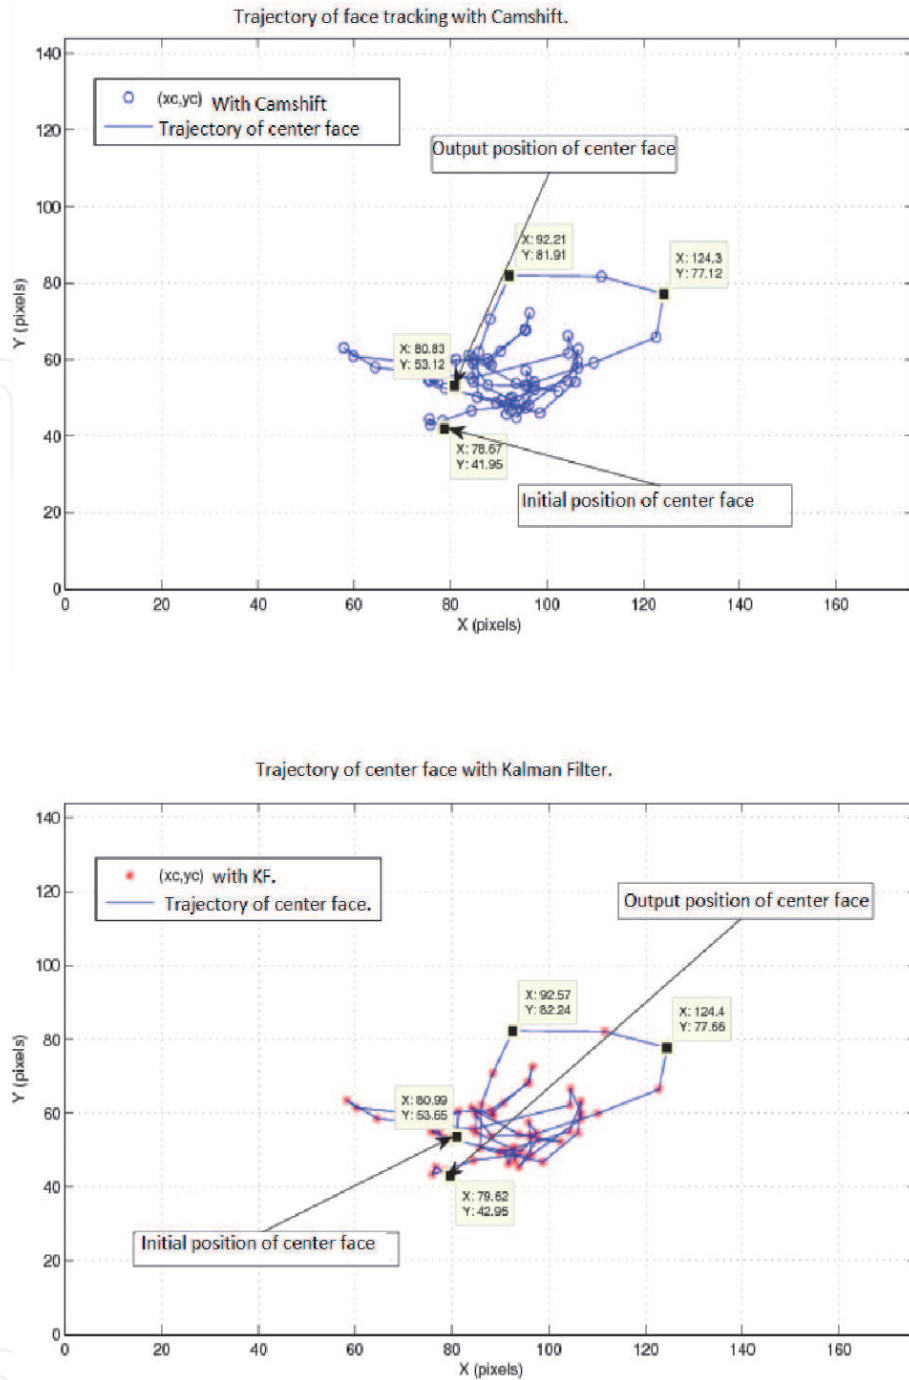 Trajectory of face tracking with Camshift.
140
120
100
80
60
40
20
0
Y (pixels)
(xc,yc) With Camshift
Trajectory of center face
Output position of center face
X: 92.21
Y: 81.91
X: 124.3
Y: 77.12
X: 80.83
Y: 53.12
X: 78.67
Y: 41.95
Initial position of center face
0 20 40 60 80 100 120 140 160
X (pixels)
Trajectory of center face with Kalman Filter.
140
120
100
80
60
40
20
0
Y (pixels)
(xc,yc) with KF.
Trajectory of center face.
Output position of center face
X: 92.57
Y: 82.24
X: 124.4
Y: 77.66
X: 80.99
Y: 53.65
X: 79.62
Y: 42.95
Initial position of center face
0 20 40 60 80 100 120 140 160
X (pixels)